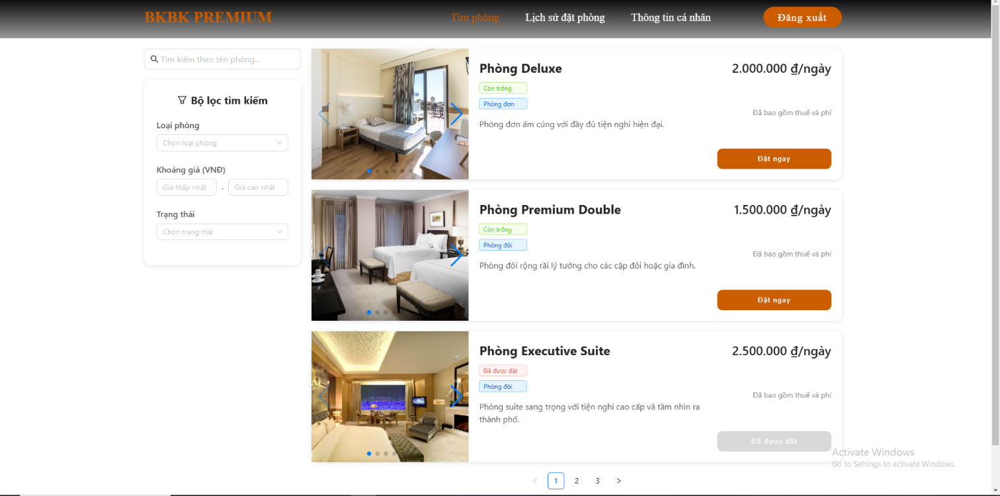 BKBK PREMIUM
Tìm phòng
Lịch sử đặt phòng
Thông tin cá nhân
Đăng xuất
Tìm kiếm theo tên phòng...
Bộ lọc tìm kiếm
Loại phòng
Chọn loại phòng
Khoảng giá (VNĐ)
Giá thấp nhất - Giá cao nhất
Trạng thái
Chọn trạng thái
Phòng Deluxe
2.000.000 ₫/ngày
Còn trống
Phòng đơn
Đã bao gồm thuế và phí
Phòng đơn ấm cúng với đầy đủ tiện nghi hiện đại.
Đặt ngay
Phòng Premium Double
1.500.000 ₫/ngày
Còn trống
Phòng đôi
Đã bao gồm thuế và phí
Phòng đôi rộng rãi lý tưởng cho các cặp đôi hoặc gia đình.
Đặt ngay
Phòng Executive Suite
2.500.000 ₫/ngày
Đã được đặt
Phòng đôi
Đã bao gồm thuế và phí
Phòng suite sang trọng với tiện nghi cao cấp và tầm nhìn ra
thành phố.
Đã được đặt
Activate Windows
Go to Settings to activate Windows.
< 1 2 3 >